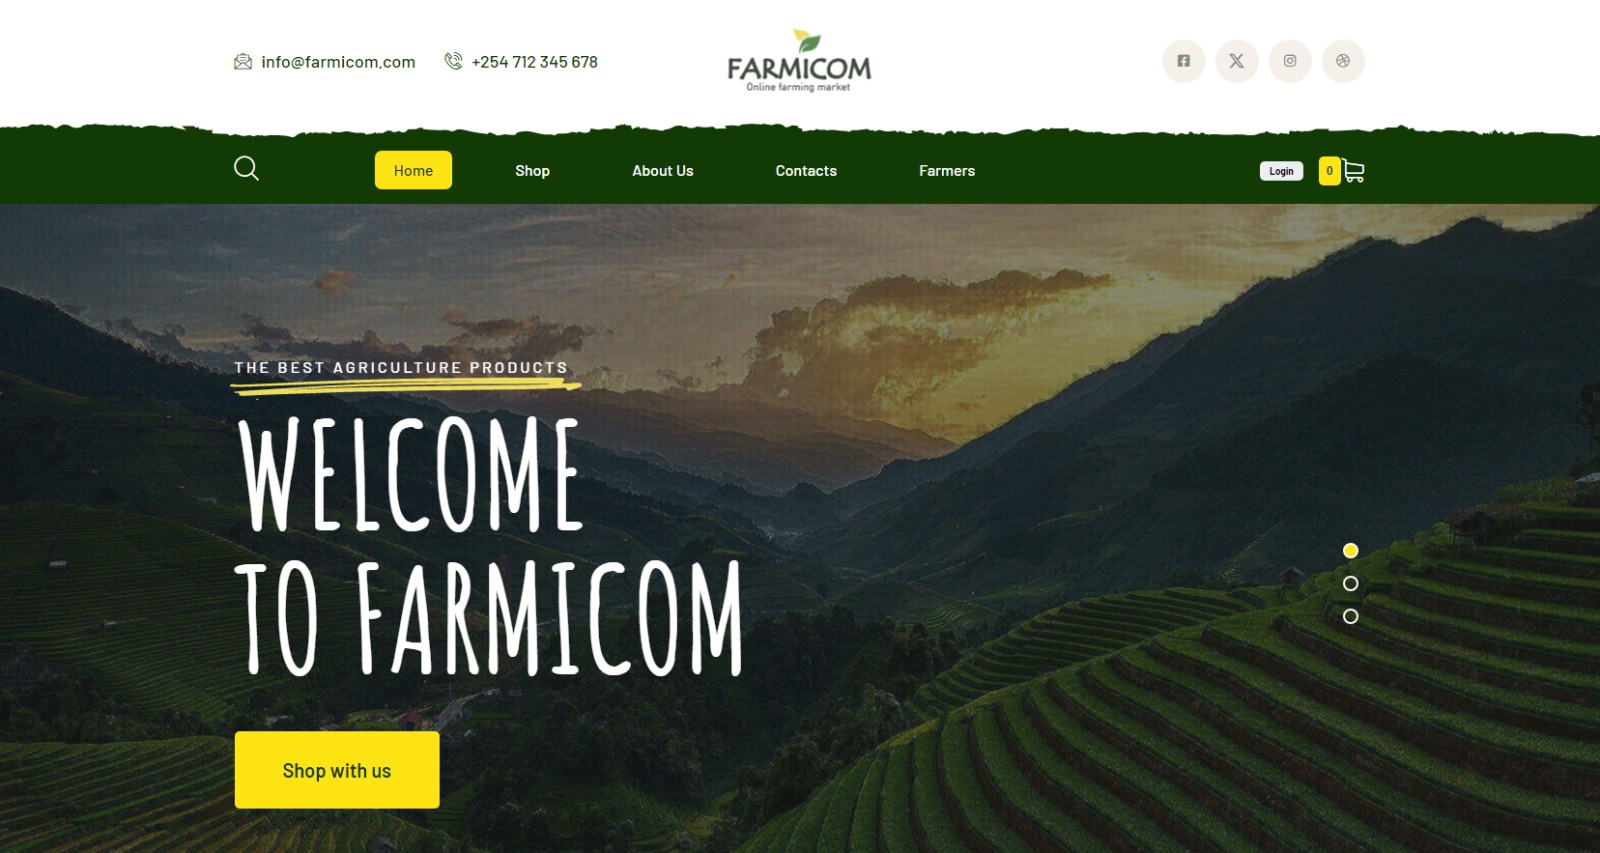 info@farmicom.com
+254 712 345 678
FARMICOM
Online farming market
Home
Shop
About Us
Contacts
Farmers
Login
0
THE BEST AGRICULTURE PRODUCTS
WELCOME
TO FARMICOM
Shop with us